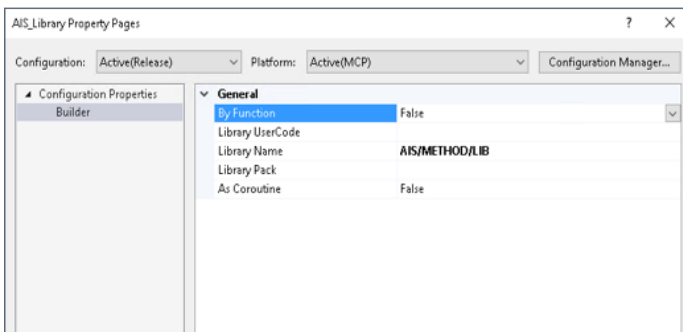 AIS_Library Property Pages ? ×
Configuration: Active(Release) Platform: Active(MCP) Configuration Manager...
Configuration Properties
Builder
General
By Function False
Library UserCode
Library Name AIS/METHOD/LIB
Library Pack
As Coroutine False